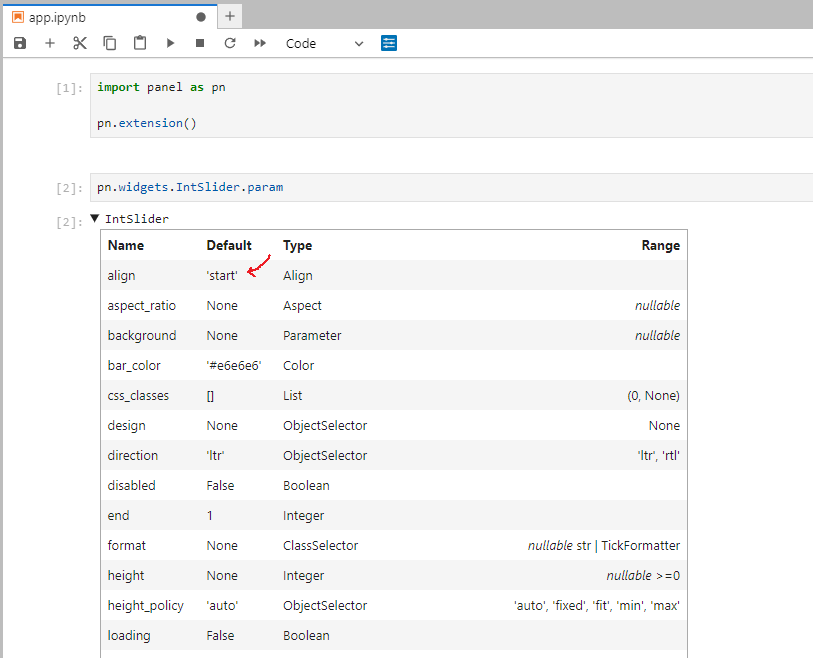 app.ipynb
Code
[1]: import panel as pn
pn.extension()
[2]: pn.widgets.IntSlider.param
[2]: IntSlider
Name Default Type Range
align 'start' Align
aspect_ratio None Aspect nullable
background None Parameter nullable
bar_color '#e6e6e6' Color
css_classes [] List (0, None)
design None ObjectSelector None
direction 'ltr' ObjectSelector 'ltr', 'rtl'
disabled False Boolean
end 1 Integer
format None ClassSelector nullable str | TickFormatter
height None Integer nullable >=0
height_policy 'auto' ObjectSelector 'auto', 'fixed', 'fit', 'min', 'max'
loading False Boolean